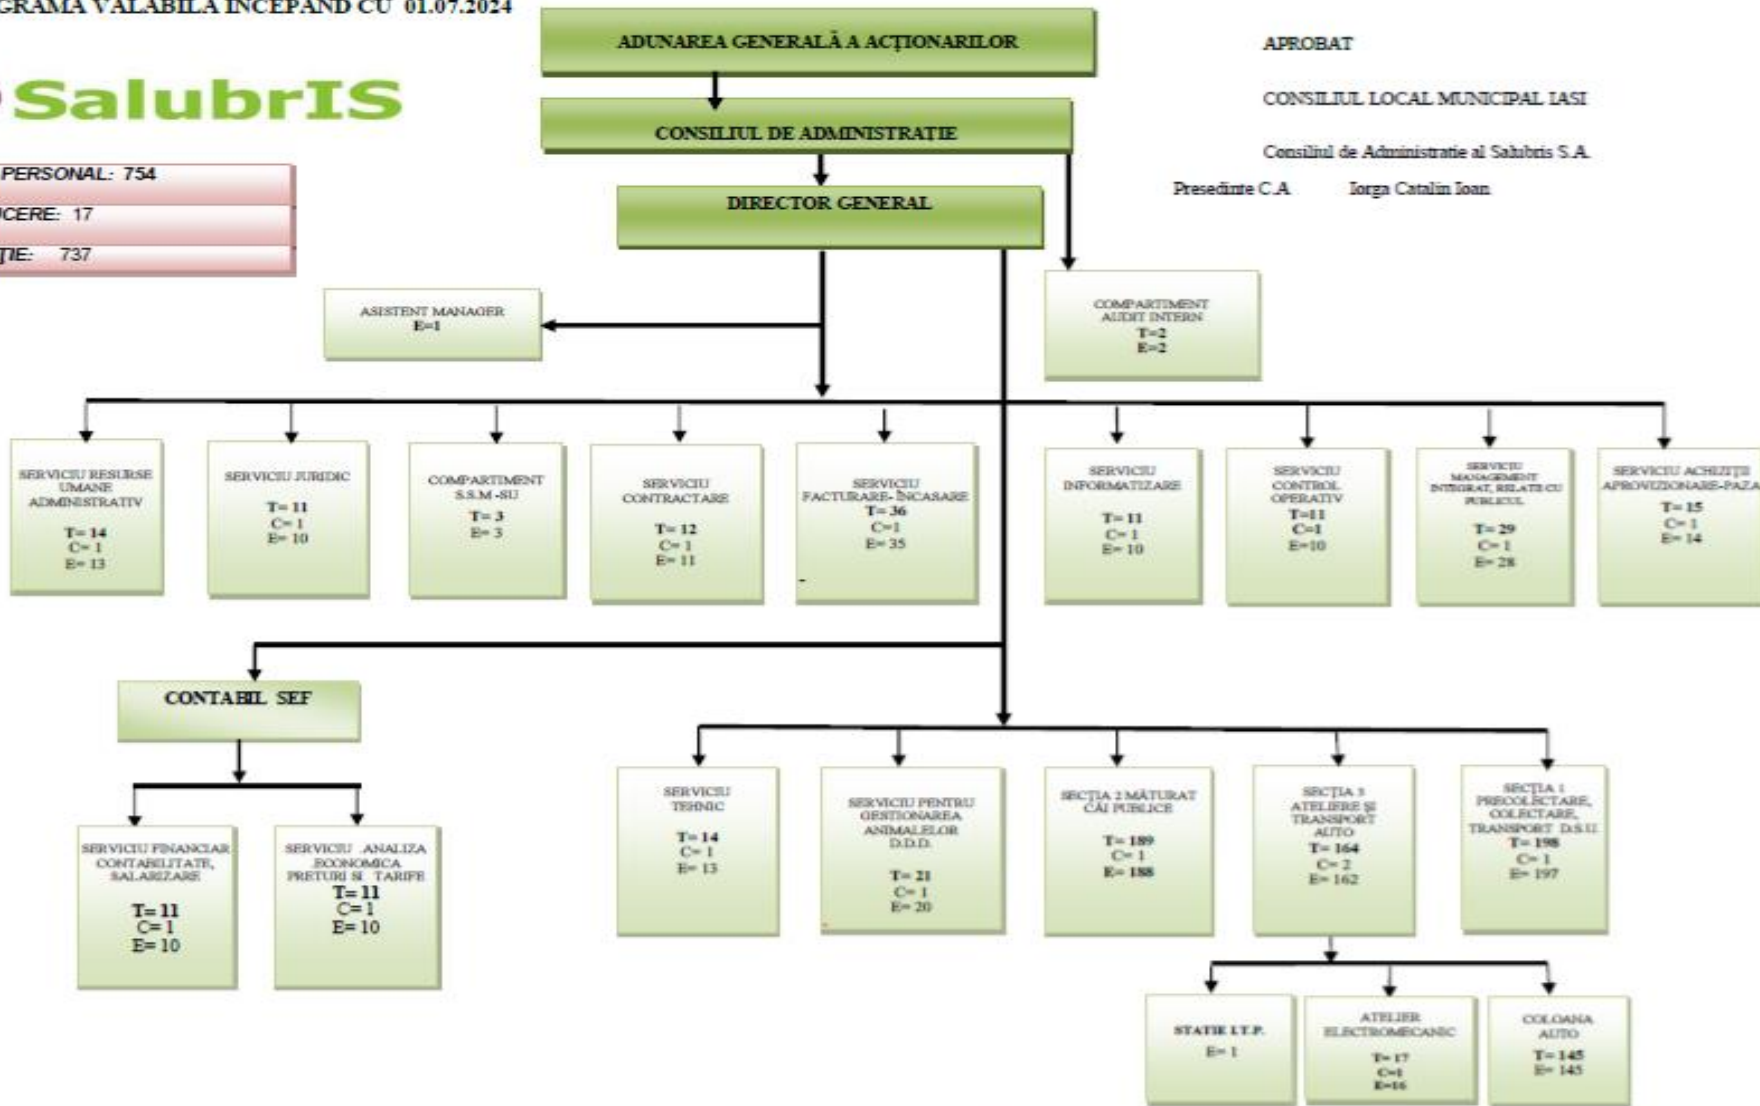 GRAMA VALABILA INCEPAND CU 01.07.2024
SalubrIS
PERSONAL: 754
UCERE: 17
ŢIE: 737
ADUNAREA GENERALĂ A ACŢIONARILOR
CONSILIUL DE ADMINISTRAŢIE
DIRECTOR GENERAL
APROBAT
CONSILIUL LOCAL MUNICIPAL IASI
Consiliul de Administratie al Salubris S.A.
Presedinte C.A Iorga Catalin Ioan
ASISTENT MANAGER
E=1
COMPARTIMENT
AUDIT INTERN
T=2
E=2
SERVICIU RESURSE
UMANE
ADMINISTRATIV
T= 14
C= 1
E= 13
SERVICIU JURIDIC
T= 11
C= 1
E= 10
COMPARTIMENT
S.S.M -SU
T= 3
E= 3
SERVICIU
CONTRACTARE
T= 12
C= 1
E= 11
SERVICIU
FACTURARE- ÎNCASARE
T= 36
C=1
E= 35
-
SERVICIU
INFORMATIZARE
T= 11
C= 1
E= 10
SERVICIU
CONTROL
OPERATIV
T=11
C=1
E=10
SERVICIU
MANAGEMENT
INTEGRAT, RELATII CU
PUBLICUL
T= 29
C= 1
E= 28
SERVICIU ACHIZIŢII
APROVIZIONARE-PAZA
T= 15
C= 1
E= 14
CONTABIL SEF
SERVICIU FINANCIAR
CONTABILITATE,
SALARIZARE
T= 11
C= 1
E= 10
SERVICIU .ANALIZA
.ECONOMICA
PRETURI SI TARIFE
T= 11
C= 1
E= 10
SERVICIU
TEHNIC
T= 14
C= 1
E= 13
SERVICIU PENTRU
GESTIONAREA
ANIMALELOR
D.D.D.
T= 21
C= 1
E= 20
SECŢIA 2 MĂTURAT
CĂI PUBLICE
T= 189
C= 1
E= 188
SECŢIA 3
ATELIERE ŞI
TRANSPORT
AUTO
T= 164
C= 2
E= 162
SECŢIA 1
PRECOLECTARE,
COLECTARE,
TRANSPORT D.S.U.
T= 198
C= 1
E= 197
STATIE I.T.P.
E= 1
ATELIER
ELECTROMECANIC
T= 17
C=1
E=16
COLOANA
AUTO
T= 145
E= 145